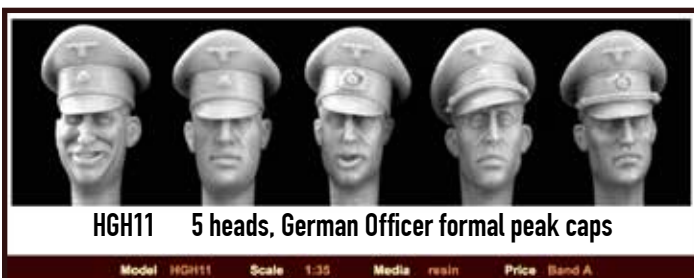 HGH11 5 heads, German Officer formal peak caps
Model HGH11 Scale 1:35 Media resin Price Band A